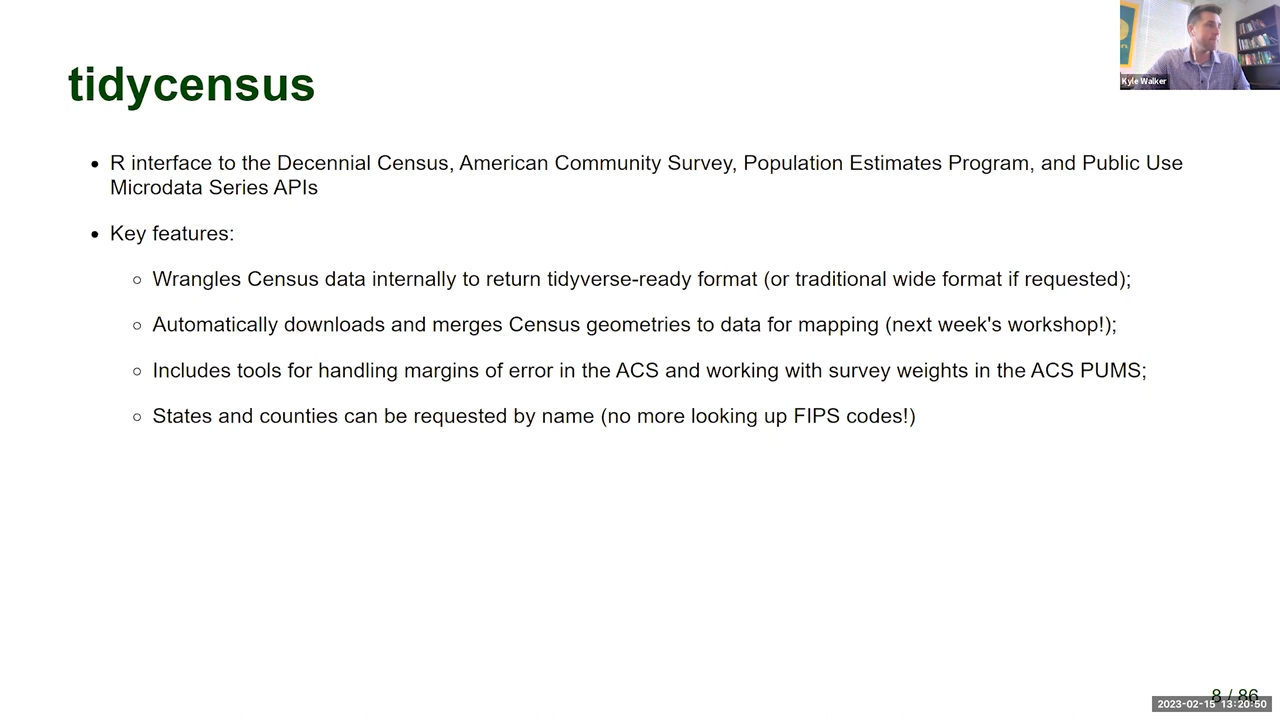 tidycensus
Kyle Walker
• R interface to the Decennial Census, American Community Survey, Population Estimates Program, and Public Use
Microdata Series APIs
• Key features:
◦ Wrangles Census data internally to return tidyverse-ready format (or traditional wide format if requested);
◦ Automatically downloads and merges Census geometries to data for mapping (next week's workshop!);
◦ Includes tools for handling margins of error in the ACS and working with survey weights in the ACS PUMS;
◦ States and counties can be requested by name (no more looking up FIPS codes!)
8 / 86
2023-02-15 13:20:50